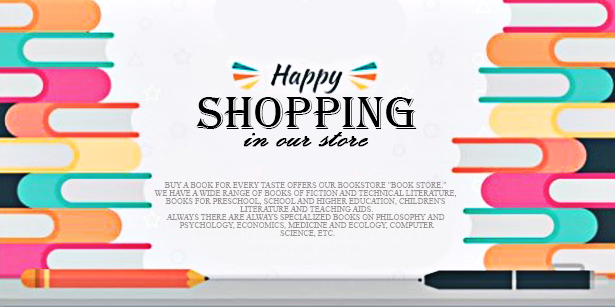 Happy
SHOPPING
in our store
BUY A BOOK FOR EVERY TASTE OFFERS OUR BOOKSTORE "BOOK STORE."
WE HAVE A WIDE RANGE OF BOOKS OF FICTION AND TECHNICAL LITERATURE,
BOOKS FOR PRESCHOOL, SCHOOL AND HIGHER EDUCATION, CHILDREN'S
LITERATURE AND TEACHING AIDS.
ALWAYS THERE ARE ALWAYS SPECIALIZED BOOKS ON PHILOSOPHY AND
PSYCHOLOGY, ECONOMICS, MEDICINE AND ECOLOGY, COMPUTER
SCIENCE, ETC.